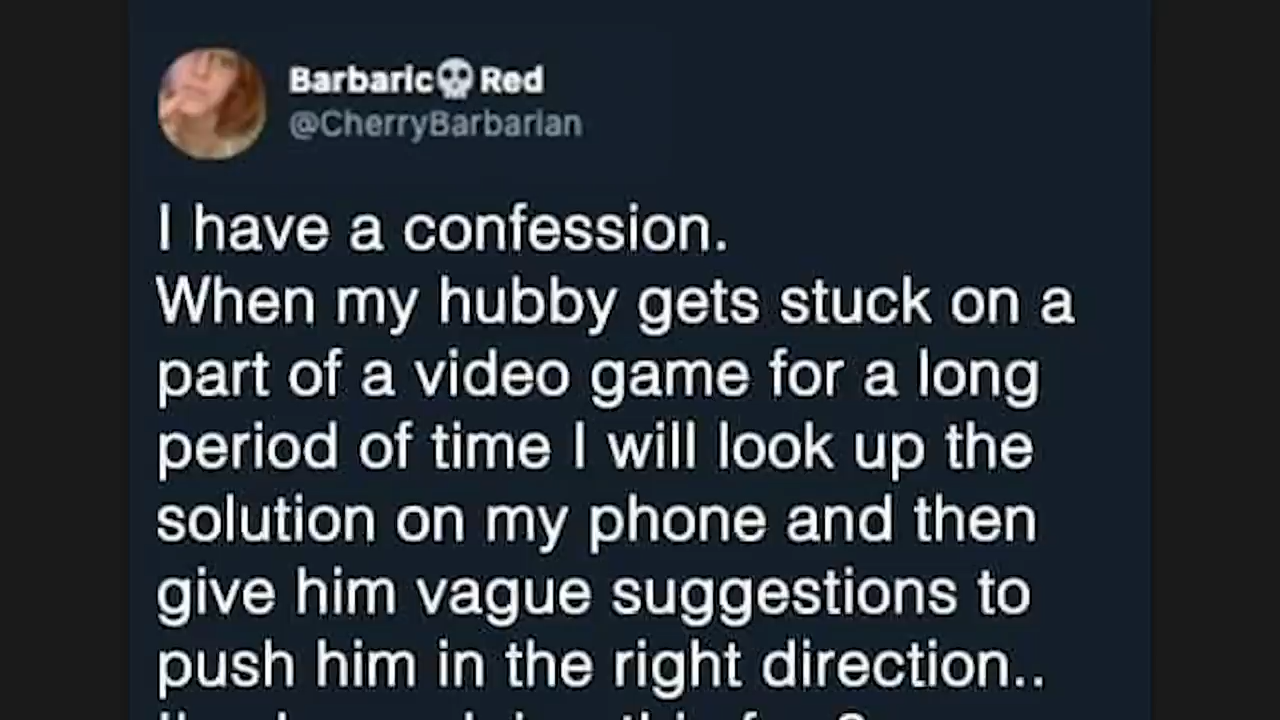 Barbaric💀Red
@CherryBarbarian
I have a confession.
When my hubby gets stuck on a
part of a video game for a long
period of time I will look up the
solution on my phone and then
give him vague suggestions to
push him in the right direction..